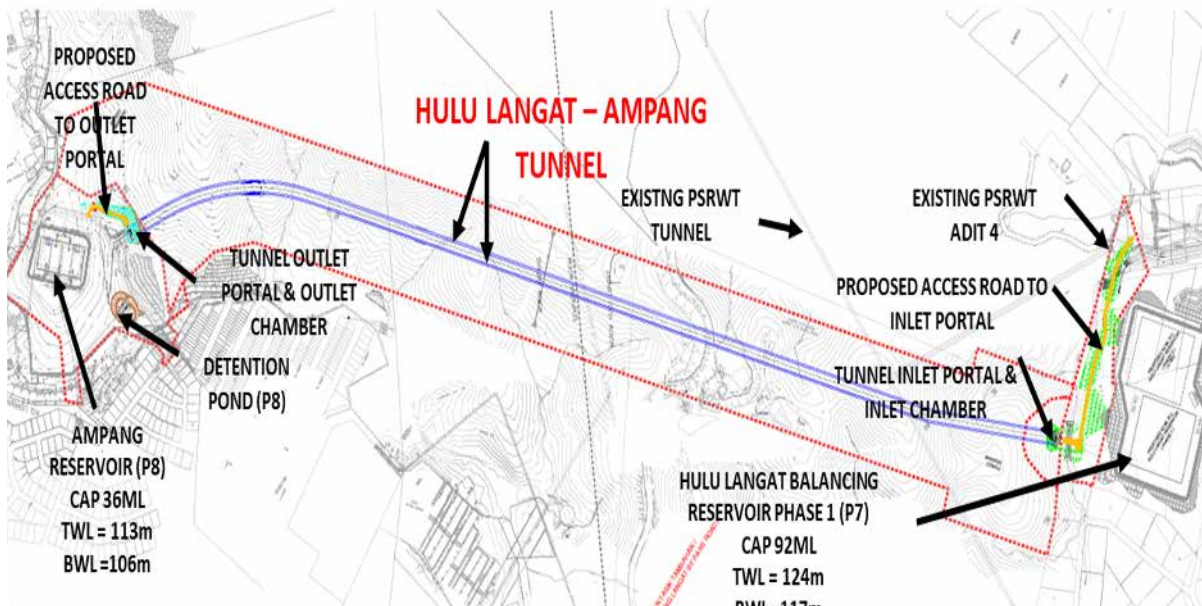 PROPOSED
ACCESS ROAD
TO OUTLET
PORTAL
HULU LANGAT – AMPANG
TUNNEL
EXISTNG PSRWT
TUNNEL
EXISTING PSRWT
ADIT 4
PROPOSED ACCESS ROAD TO
INLET PORTAL
TUNNEL OUTLET
PORTAL & OUTLET
CHAMBER
TUNNEL INLET PORTAL &
INLET CHAMBER
DETENTION
POND (P8)
AMPANG
RESERVOIR (P8)
CAP 36ML
TWL = 113m
BWL =106m
HULU LANGAT BALANCING
RESERVOIR PHASE 1 (P7)
CAP 92ML
TWL = 124m
BWL 117m